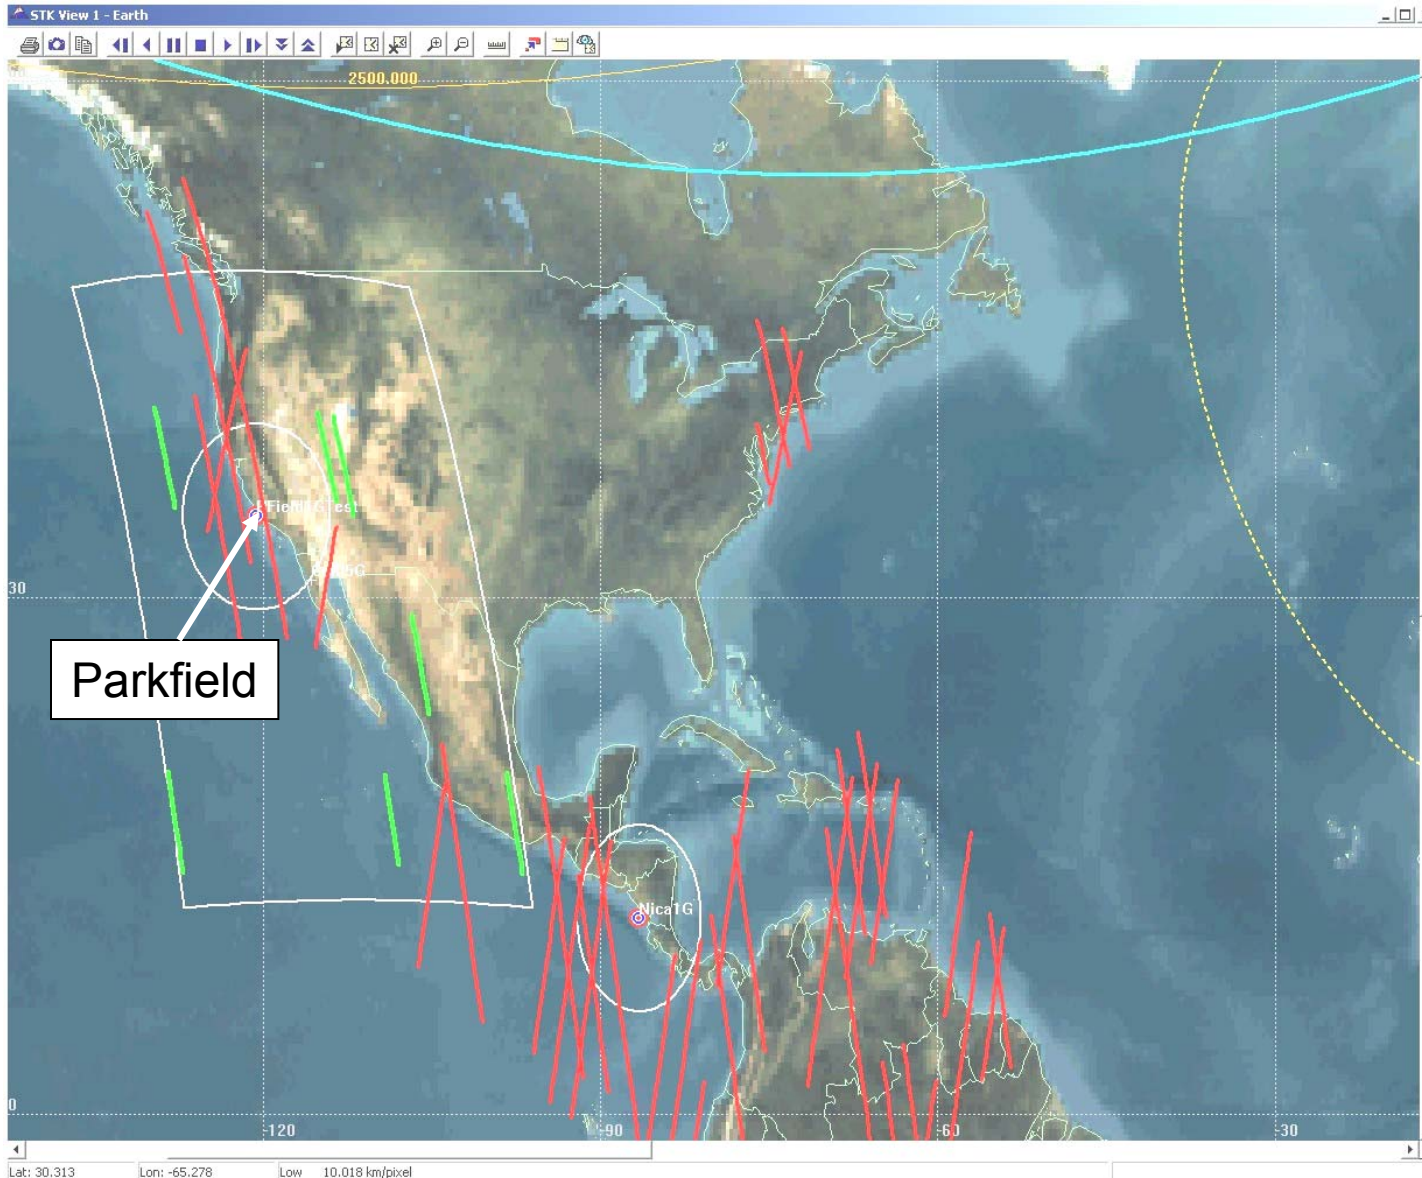 STK View 1 - Earth
2500.000
30
Parkfield
Nica1G
0
-120
-90
-60
-30
Lat: 30.313
Lon: -65.278
Low
10.018 km/pixel